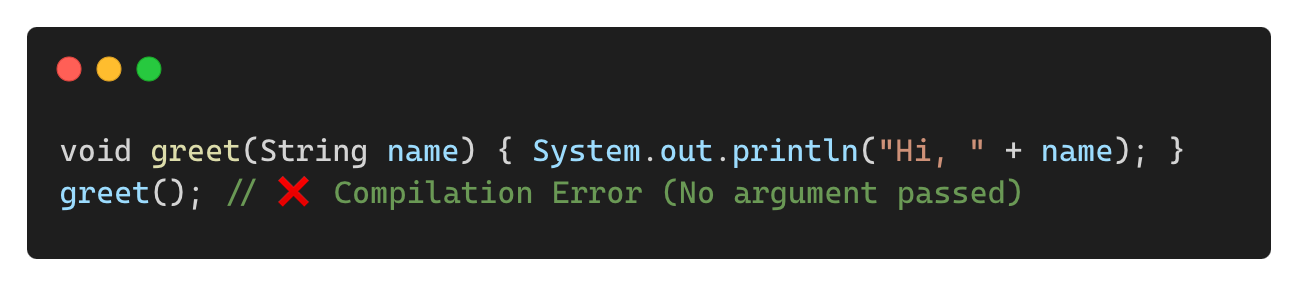 void greet(String name) { System.out.println("Hi, " + name); }
greet(); // ❌ Compilation Error (No argument passed)